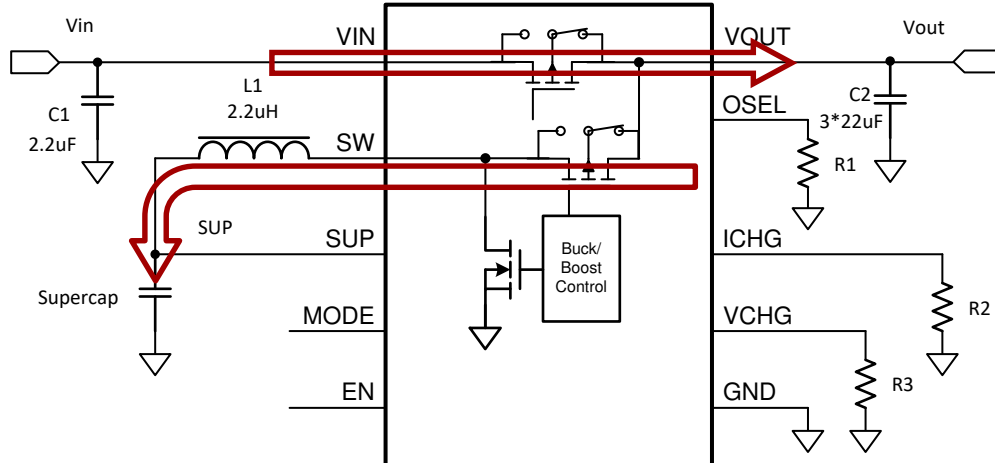 Vin
VIN
VOUT
Vout
C1
2.2uF
L1
2.2uH
OSEL
C2
3*22uF
SW
R1
SUP
SUP
ICHG
Buck/
Boost
Control
Supercap
MODE
VCHG
R2
R3
EN
GND